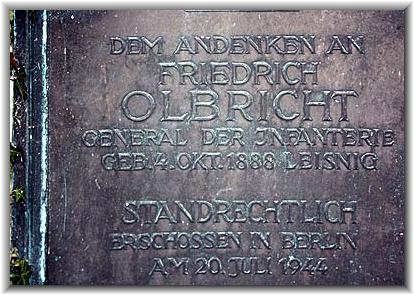 DEM ANDENKEN AN
FRIEDRICH
OLBRICHT
GENERAL DER INFANTERIE
GEB. 4. OKT. 1888 LEISNIG
STANDRECHTLICH
ERSCHOSSEN IN BERLIN
AM 20. JULI 1944